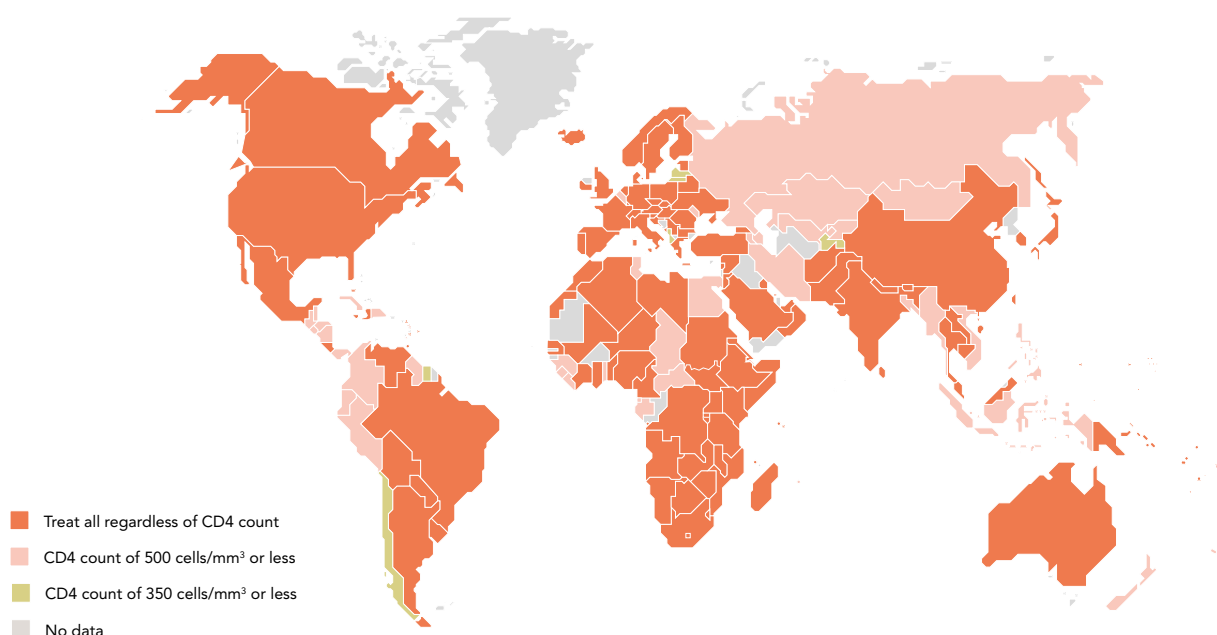 Treat all regardless of CD4 count
CD4 count of 500 cells/mm³ or less
CD4 count of 350 cells/mm³ or less
No data